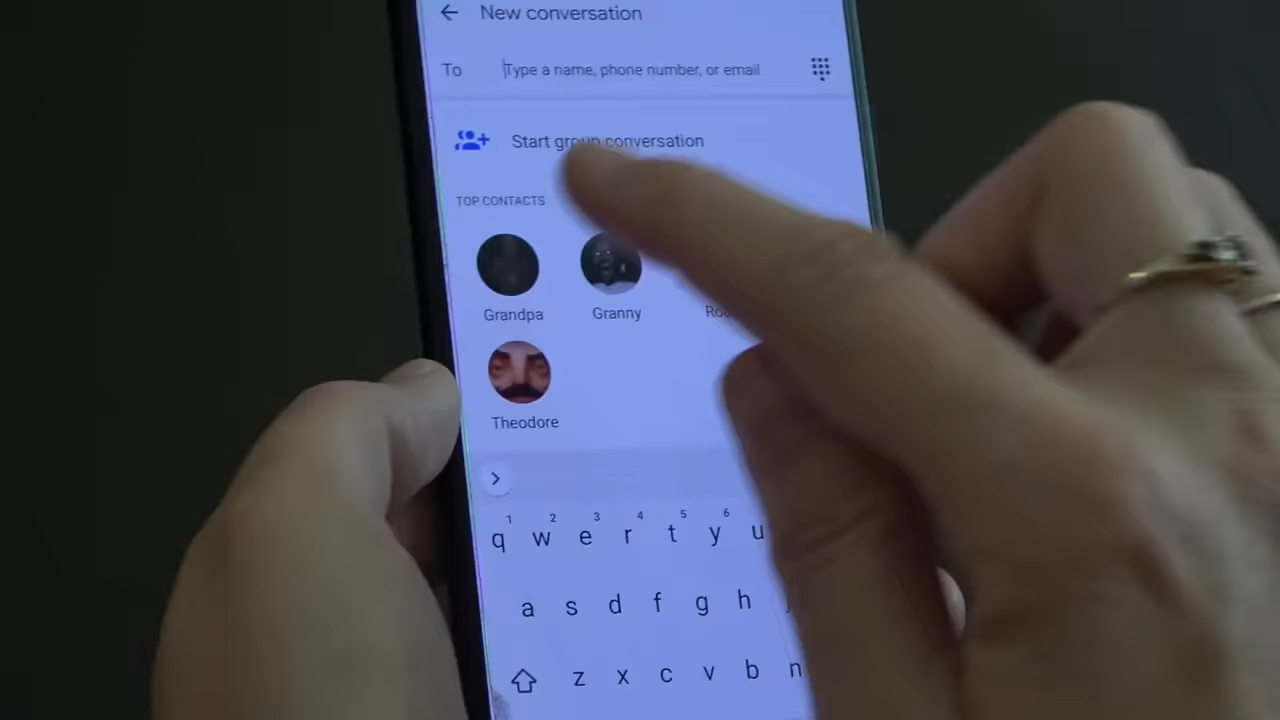 New conversation
To Type a name, phone number, or email
Start group conversation
TOP CONTACTS
Grandpa Granny
Theodore
1 2 3 4 5 6
q w e r t y u
a s d f g h
z x c v b n